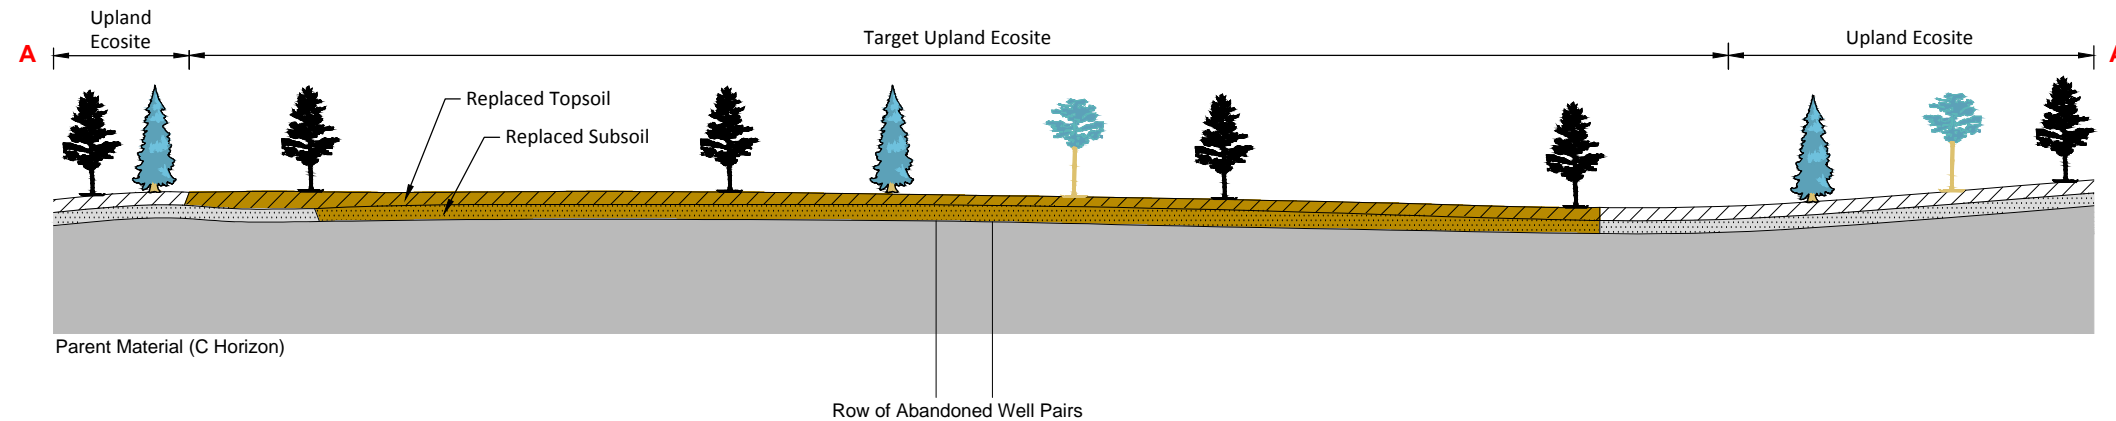 Upland
Ecosite
A
Target Upland Ecosite
Upland Ecosite
A
Replaced Topsoil
Replaced Subsoil
Parent Material (C Horizon)
Row of Abandoned Well Pairs